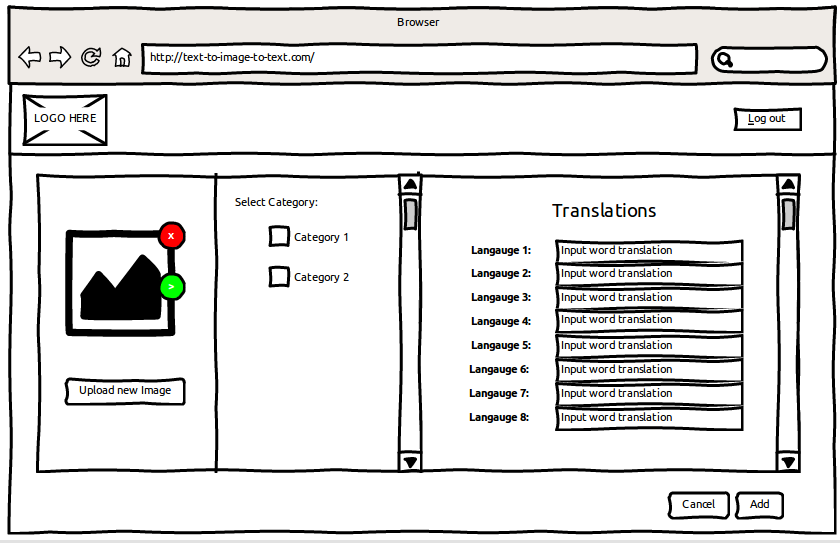 Browser
http://text-to-image-to-text.com/
LOGO HERE
Log out
x
>
Upload new Image
Select Category:
Category 1
Category 2
Translations
Langauge 1: Input word translation
Langauge 2: Input word translation
Langauge 3: Input word translation
Langauge 4: Input word translation
Langauge 5: Input word translation
Langauge 6: Input word translation
Langauge 7: Input word translation
Langauge 8: Input word translation
Cancel Add